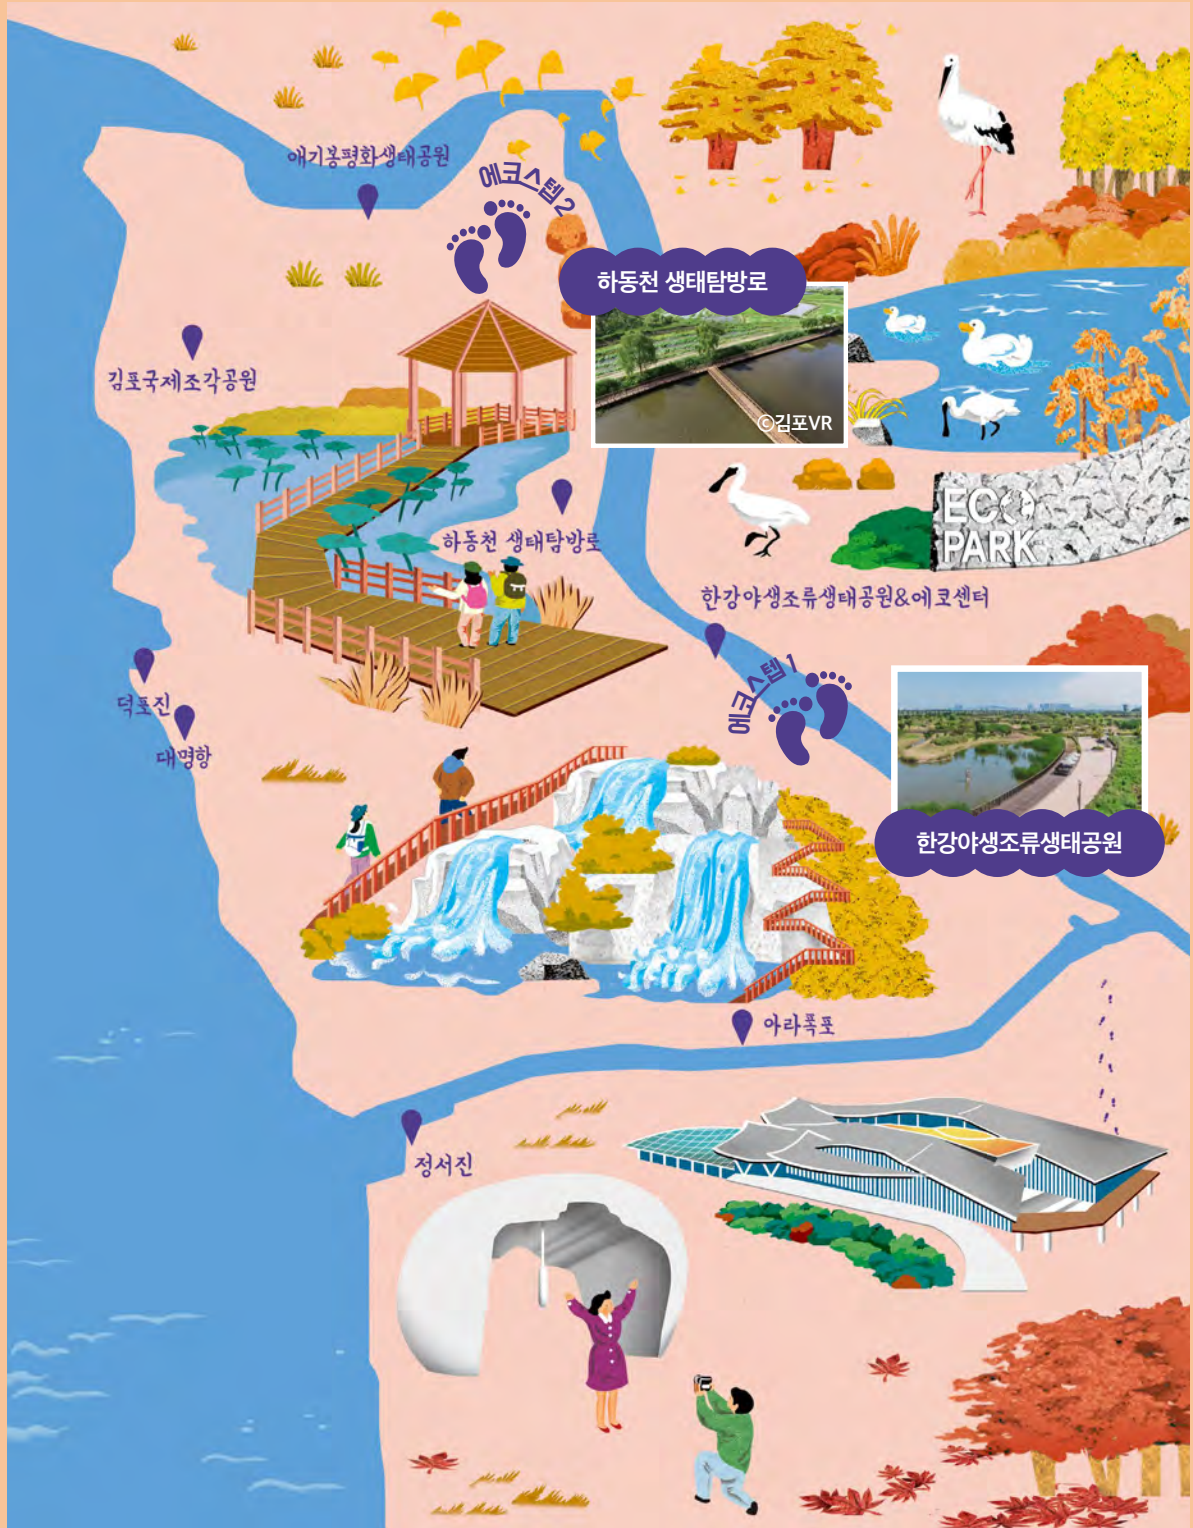 애기봉평화생태공원
에코스텝2
하동천 생태탐방로
김포국제조각공원
©김포VR
ECO
PARK
하동천 생태탐방로
한강야생조류생태공원&에코센터
에코스텝1
덕포진
대명항
한강야생조류생태공원
아라폭포
정서진